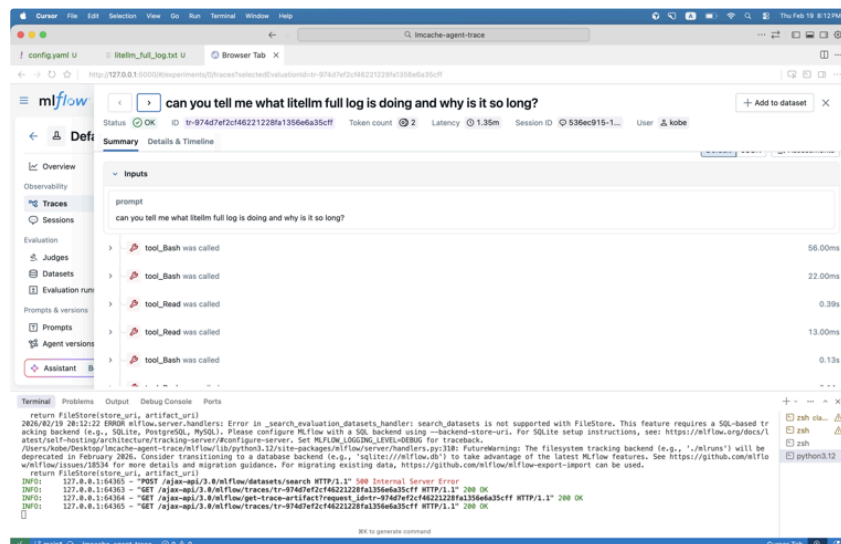 Cursor File Edit Selection View Go Run Terminal Window Help
Thu Feb 19 8:12PM
lmcache-agent-trace
config.yaml U
litellm_full_log.txt U
Browser Tab
http://127.0.0.1:5000/#/experiments/0/traces?selectedEvaluationId=tr-974d7ef2cf46221228fa1356e6a35cff
mlflow
can you tell me what litellm full log is doing and why is it so long?
+ Add to dataset
Status OK ID tr-974d7ef2cf46221228fa1356e6a35cff Token count 2 Latency 1.35m Session ID 536ec915-1... User kobe
Defa
Summary Details & Timeline
Overview
Observability
Traces
Sessions
Evaluation
Judges
Datasets
Evaluation run
Prompts & versions
Prompts
Agent versions
Assistant
Inputs
prompt
can you tell me what litellm full log is doing and why is it so long?
tool_Bash was called 56.00ms
tool_Bash was called 22.00ms
tool_Read was called 0.39s
tool_Read was called 13.00ms
tool_Bash was called 0.13s
Terminal Problems Output Debug Console Ports
return FileStore(store_uri, artifact_uri)
2026/02/19 20:12:22 ERROR mlflow.server.handlers: Error in _search_evaluation_datasets_handler: search_datasets is not supported with FileStore. This feature requires a SQL-based tr
acking backend (e.g., SQLite, PostgreSQL, MySQL). Please configure MLflow with a SQL backend using --backend-store-uri. For SQLite setup instructions, see: https://mlflow.org/docs/l
atest/self-hosting/architecture/tracking-server/#configure-server. Set MLFLOW_LOGGING_LEVEL=DEBUG for traceback.
/Users/kobe/Desktop/lmcache-agent-trace/mlflow/lib/python3.12/site-packages/mlflow/server/handlers.py:310: FutureWarning: The filesystem tracking backend (e.g., './mlruns') will be
deprecated in February 2026. Consider transitioning to a database backend (e.g., 'sqlite:///mlflow.db') to take advantage of the latest MLflow features. See https://github.com/mlflo
w/mlflow/issues/18534 for more details and migration guidance. For migrating existing data, https://github.com/mlflow/mlflow-export-import can be used.
return FileStore(store_uri, artifact_uri)
INFO: 127.0.0.1:64365 - "POST /ajax-api/3.0/mlflow/datasets/search HTTP/1.1" 500 Internal Server Error
INFO: 127.0.0.1:64363 - "GET /ajax-api/3.0/mlflow/traces/tr-974d7ef2cf46221228fa1356e6a35cff HTTP/1.1" 200 OK
INFO: 127.0.0.1:64364 - "GET /ajax-api/3.0/mlflow/get-trace-artifact?request_id=tr-974d7ef2cf46221228fa1356e6a35cff HTTP/1.1" 200 OK
INFO: 127.0.0.1:64365 - "GET /ajax-api/3.0/mlflow/traces/tr-974d7ef2cf46221228fa1356e6a35cff HTTP/1.1" 200 OK
zsh cla...
zsh
zsh
python3.12
⌘K to generate command